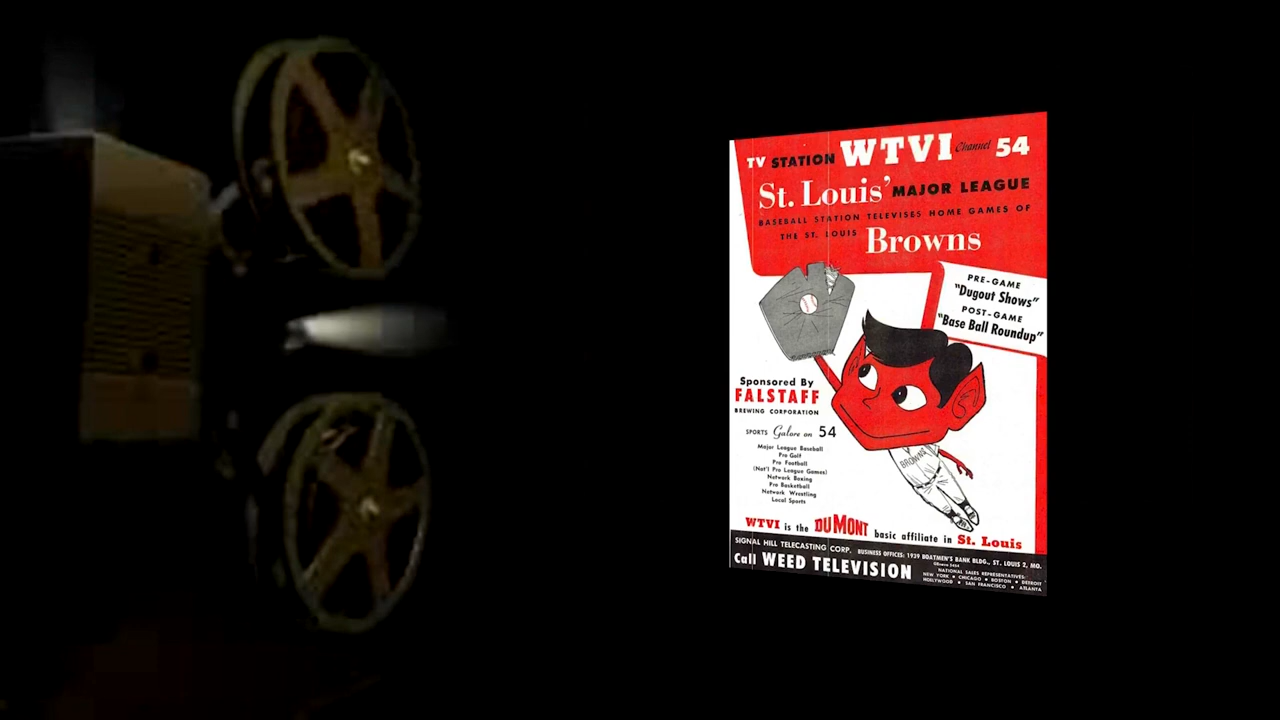 TV STATION WTVI Channel 54
St. Louis' MAJOR LEAGUE
BASEBALL STATION TELEVISES HOME GAMES OF
THE ST. LOUIS Browns
PRE-GAME
"Dugout Shows"
POST-GAME
"Base Ball Roundup"
Sponsored By
FALSTAFF
BREWING CORPORATION
SPORTS Galore on 54
Major League Baseball
Pro Golf
Pro Football
(Nat'l Pro League Games)
Network Boxing
Pro Basketball
Network Wrestling
Local Sports
BROWNS
WTVI is the DUMONT basic affiliate in St. Louis
SIGNAL HILL TELECASTING CORP. BUSINESS OFFICES: 1939 BOATMEN'S BANK BLDG., ST. LOUIS 2, MO.
Call WEED TELEVISION
NATIONAL SALES REPRESENTATIVES:
NEW YORK • CHICAGO • BOSTON • DETROIT
HOLLYWOOD • SAN FRANCISCO • ATLANTA